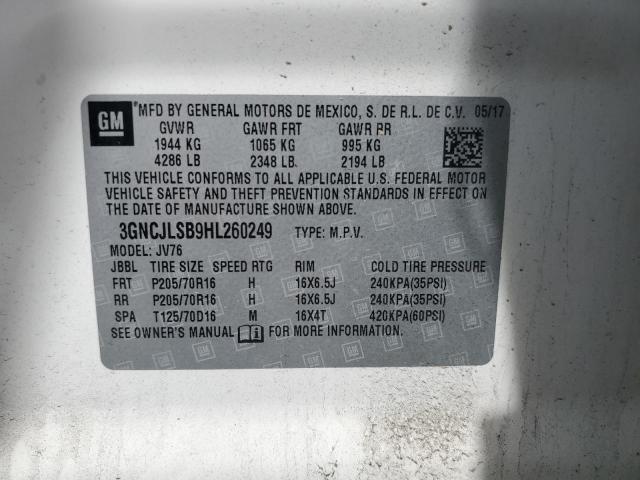 GM
*MFD BY GENERAL MOTORS DE MEXICO, S. DE R.L. DE C.V. 05/17
GVWR GAWR FRT GAWR RR
1944 KG 1065 KG 995 KG
4286 LB 2348 LB 2194 LB
THIS VEHICLE CONFORMS TO ALL APPLICABLE U.S. FEDERAL MOTOR
VEHICLE SAFETY AND THEFT PREVENTION STANDARDS IN EFFECT ON
THE DATE OF MANUFACTURE SHOWN ABOVE.
3GNCJLSB9HL260249 TYPE: M.P.V.
MODEL: JV76
JBBL TIRE SIZE SPEED RTG RIM COLD TIRE PRESSURE
FRT P205/70R16 H 16X6.5J 240KPA(35PSI)
RR P205/70R16 H 16X6.5J 240KPA(35PSI)
SPA T125/70D16 M 16X4T 420KPA(60PSI)
SEE OWNER'S MANUAL FOR MORE INFORMATION.